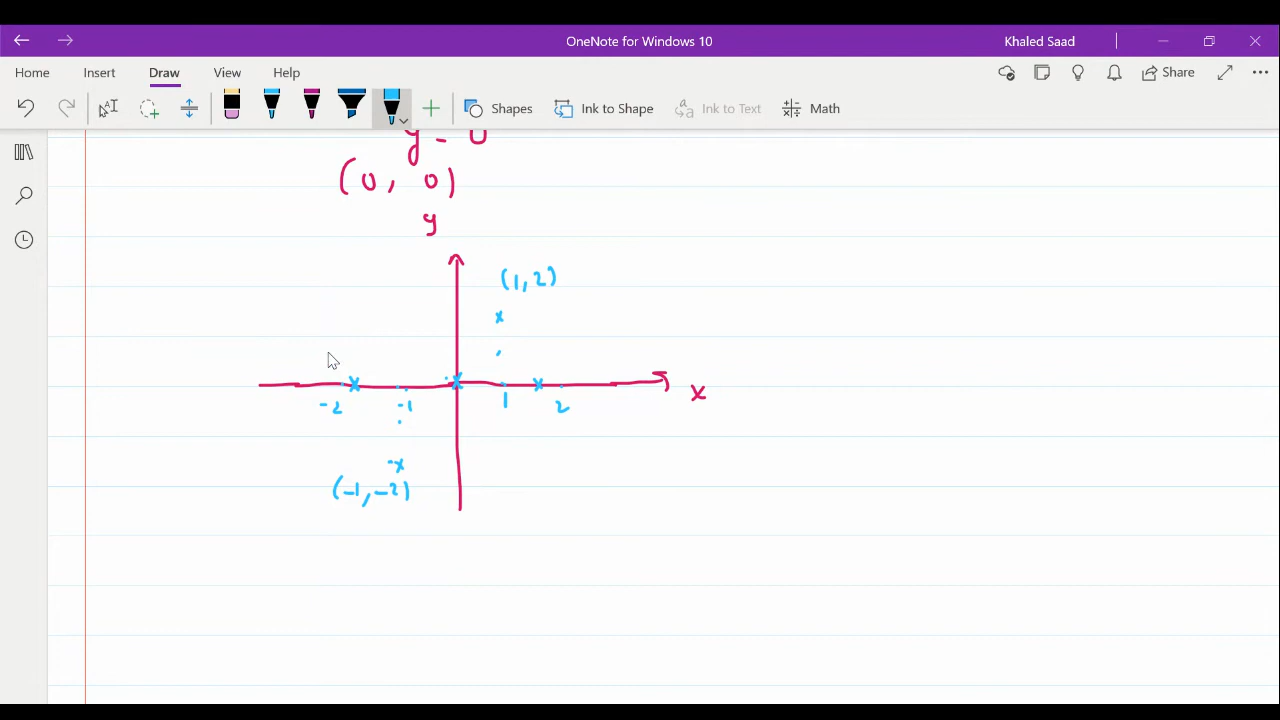 OneNote for Windows 10
Khaled Saad
Home Insert Draw View Help
Share
Shapes Ink to Shape Ink to Text Math
y = 0
(0, 0)
y
(1, 2)
x
-2 -1 1 2
(-1, -2)